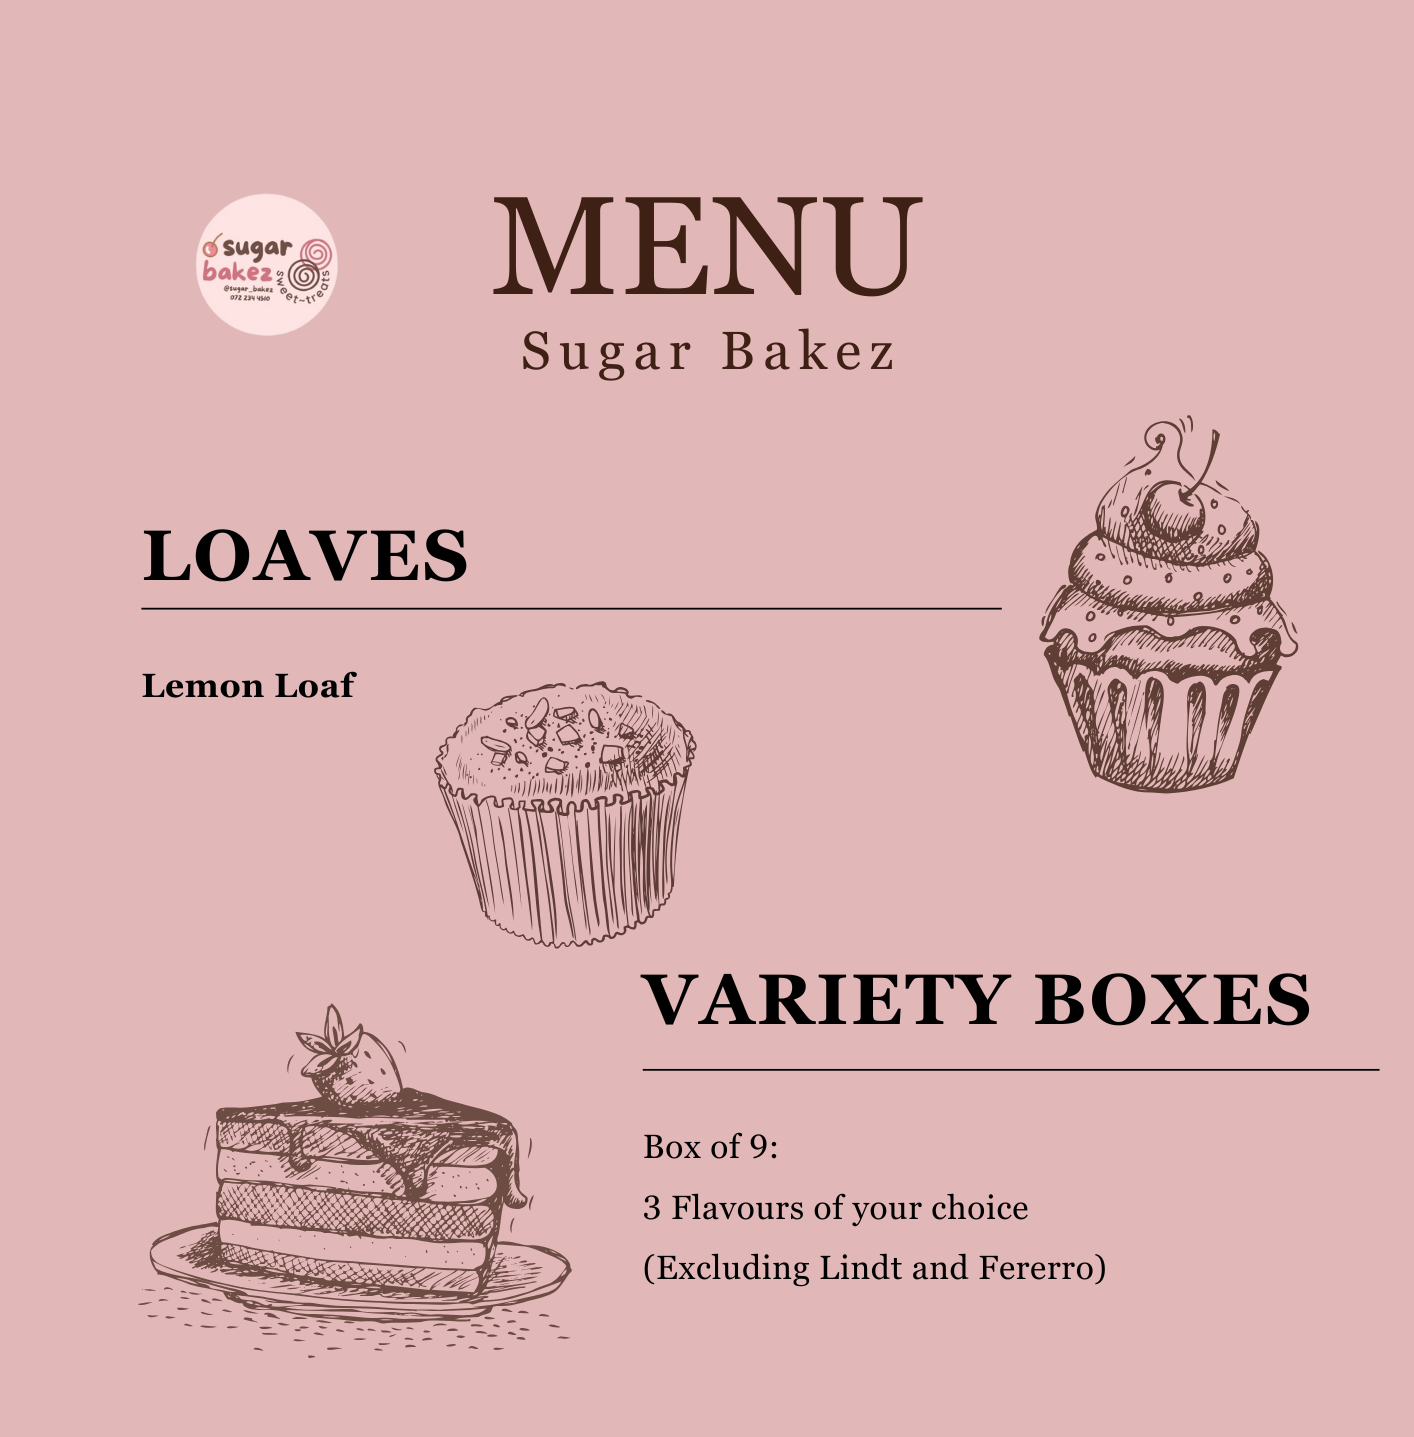 sugar
bakez
sweet~treats
@sugar_bakez
072 234 4510
MENU
Sugar Bakez
LOAVES
Lemon Loaf
VARIETY BOXES
Box of 9:
3 Flavours of your choice
(Excluding Lindt and Fererro)